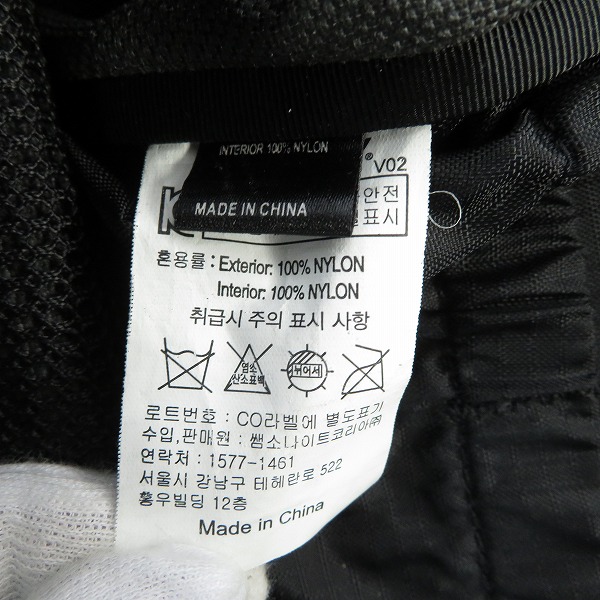 INTERIOR 100% NYLON
MADE IN CHINA
® V02
K
안전
표시
혼용률 : Exterior: 100% NYLON
Interior: 100% NYLON
취급시 주의 표시 사항
염소
산소표백
뉘어서
로트번호 : CO라벨에 별도표기
수입,판매원 : 쌤소나이트코리아㈜
연락처 : 1577-1461
서울시 강남구 테헤란로 522
홍우빌딩 12층
Made in China